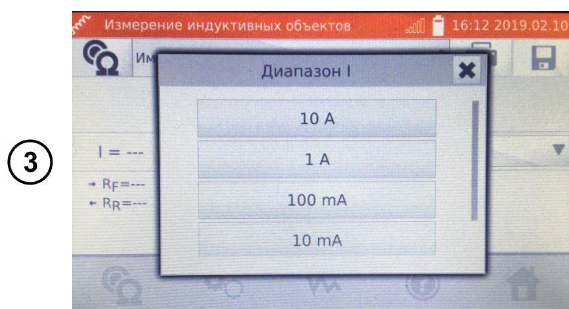 Измерение индуктивных объектов 16:12 2019.02.10
Им
Диапазон I
10 A
1 A
100 mA
10 mA
3
I = ---
→ RF=---
← RR=---